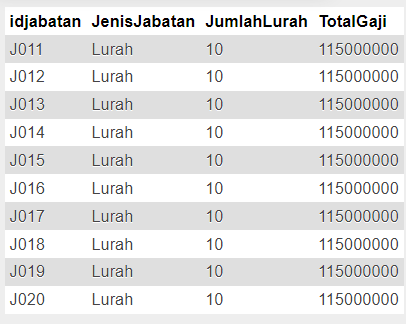 idjabatan JenisJabatan JumlahLurah TotalGaji
J011 Lurah 10 115000000
J012 Lurah 10 115000000
J013 Lurah 10 115000000
J014 Lurah 10 115000000
J015 Lurah 10 115000000
J016 Lurah 10 115000000
J017 Lurah 10 115000000
J018 Lurah 10 115000000
J019 Lurah 10 115000000
J020 Lurah 10 115000000